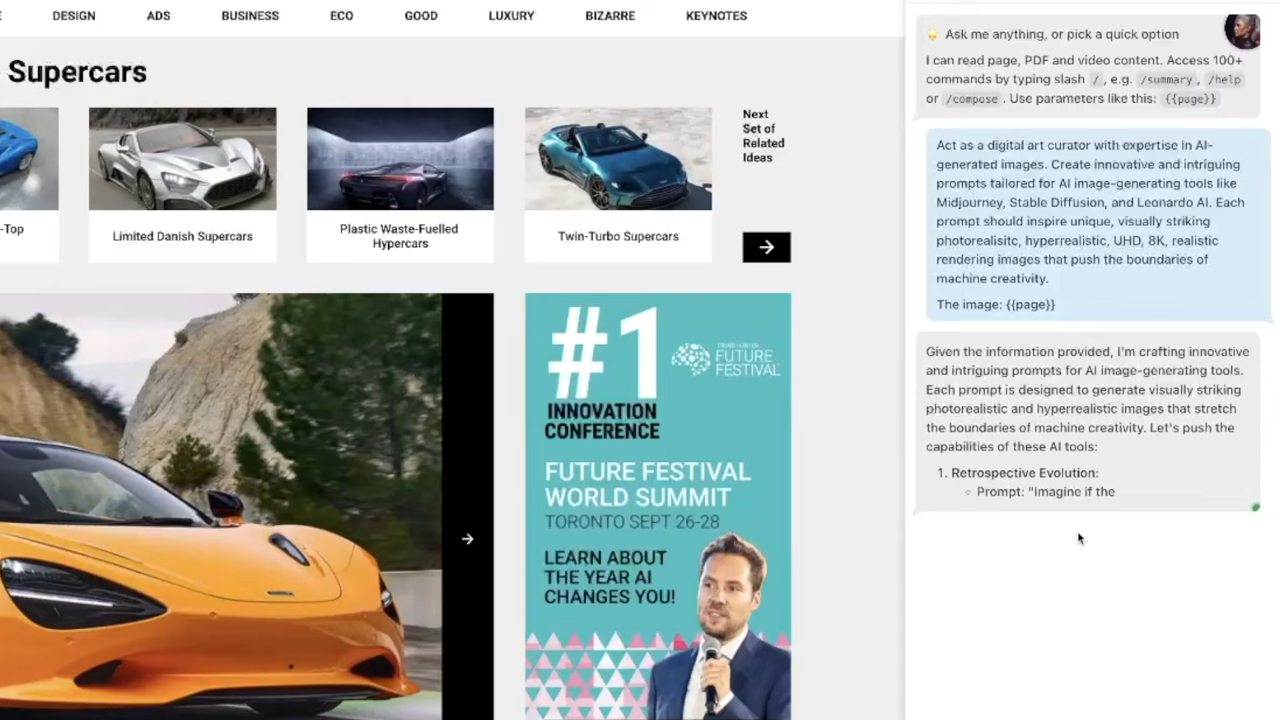 DESIGN
ADS
BUSINESS
ECO
GOOD
LUXURY
BIZARRE
KEYNOTES
Supercars
-Top
Limited Danish Supercars
Plastic Waste-Fuelled
Hypercars
Twin-Turbo Supercars
Next
Set of
Related
Ideas
#1
INNOVATION
CONFERENCE
FUTURE
FESTIVAL
FUTURE FESTIVAL
WORLD SUMMIT
TORONTO SEPT 26-28
LEARN ABOUT
THE YEAR AI
CHANGES YOU!
Ask me anything, or pick a quick option
I can read page, PDF and video content. Access 100+
commands by typing slash /, e.g. /summary, /help
or /compose. Use parameters like this: {{page}}
Act as a digital art curator with expertise in AI-
generated images. Create innovative and intriguing
prompts tailored for AI image-generating tools like
Midjourney, Stable Diffusion, and Leonardo AI. Each
prompt should inspire unique, visually striking
photorealisitc, hyperrealistic, UHD, 8K, realistic
rendering images that push the boundaries of
machine creativity.
The image: {{page}}
Given the information provided, I'm crafting innovative
and intriguing prompts for AI image-generating tools.
Each prompt is designed to generate visually striking
photorealistic and hyperrealistic images that stretch
the boundaries of machine creativity. Let's push the
capabilities of these AI tools:
1. Retrospective Evolution:
○ Prompt: "Imagine if the